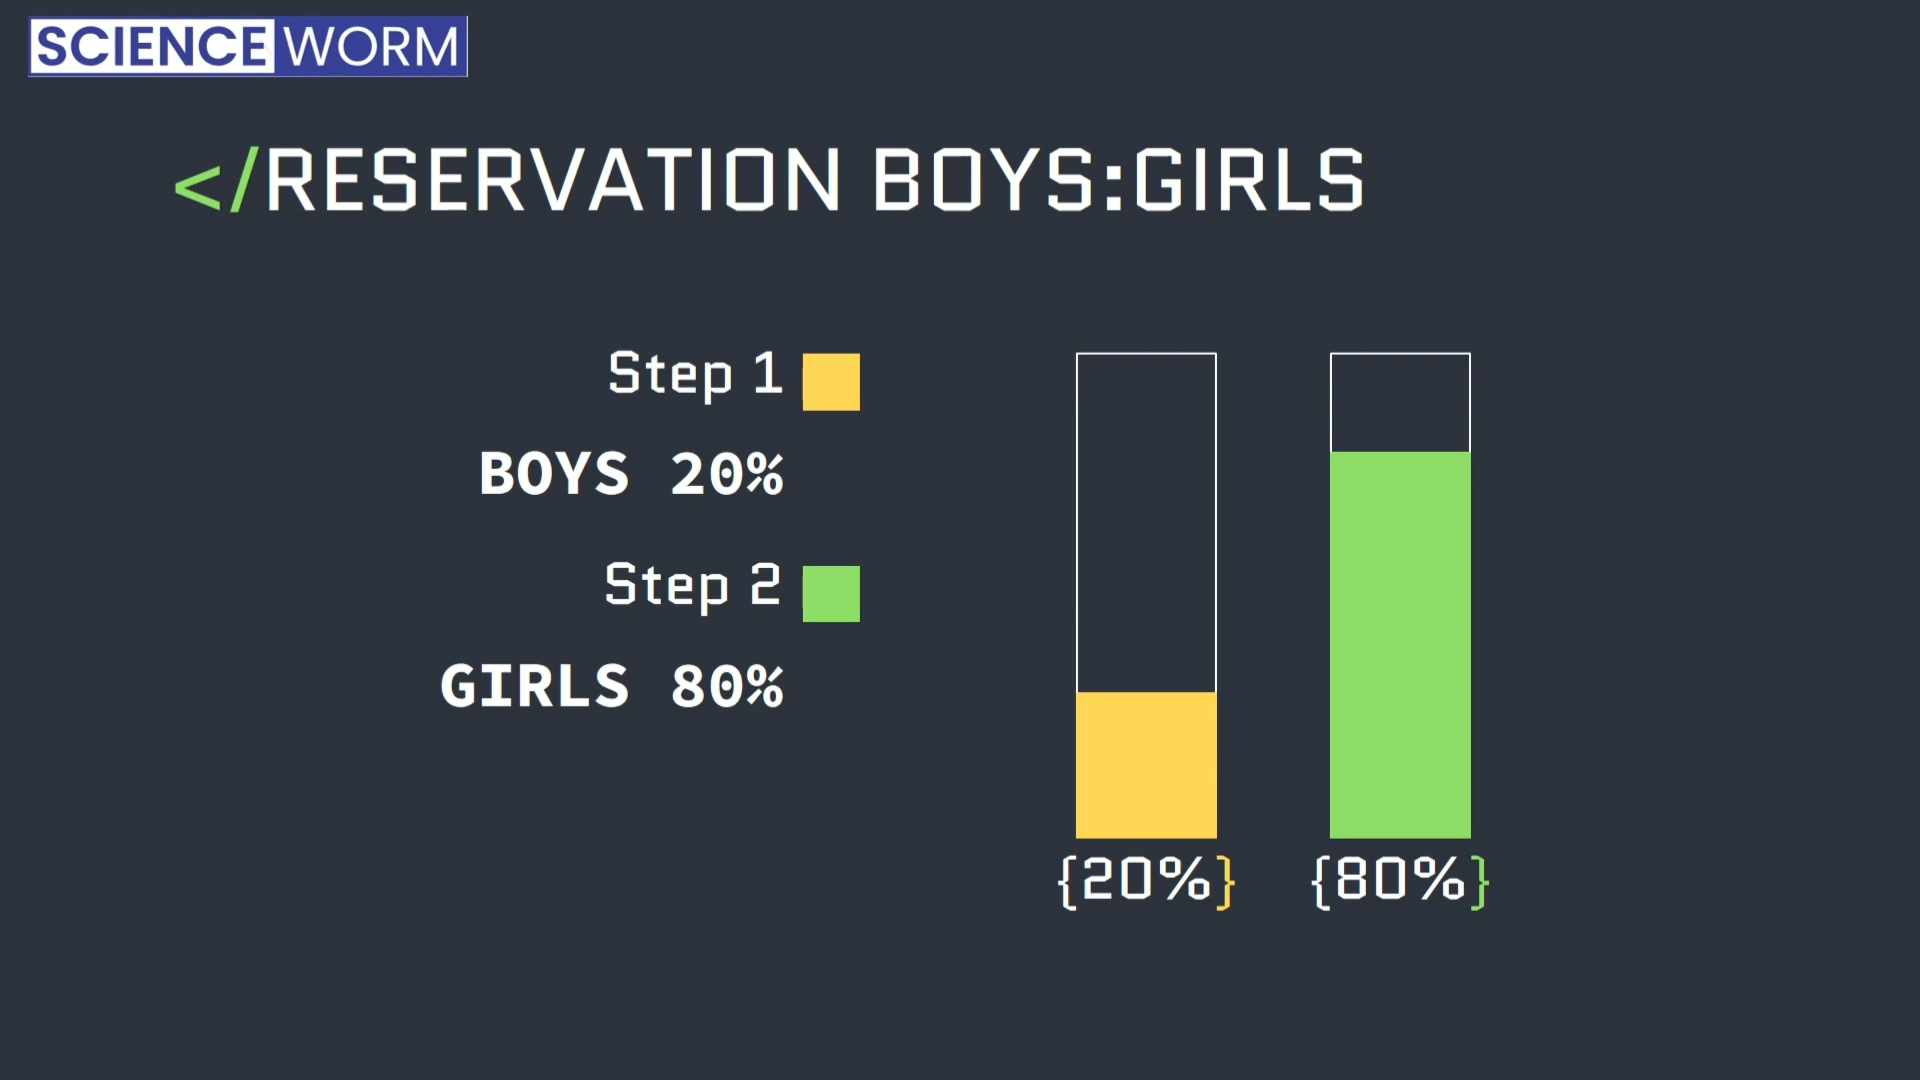 SCIENCE WORM
</RESERVATION BOYS:GIRLS
Step 1
BOYS 20%
Step 2
GIRLS 80%
{20%} {80%}